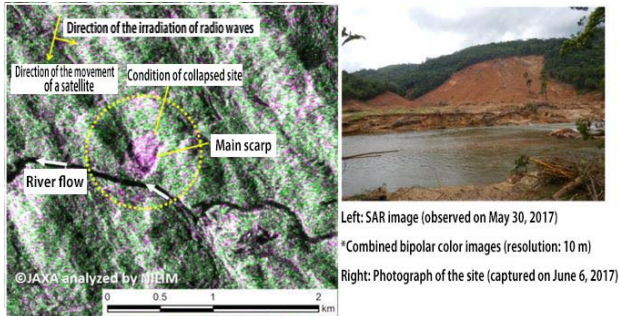 Direction of the irradiation of radio waves
Direction of the movement
of a satellite
Condition of collapsed site
Main scarp
River flow
©JAXA analyzed by NILIM
0 0.5 1 2
km
Left: SAR image (observed on May 30, 2017)
*Combined bipolar color images (resolution: 10 m)
Right: Photograph of the site (captured on June 6, 2017)